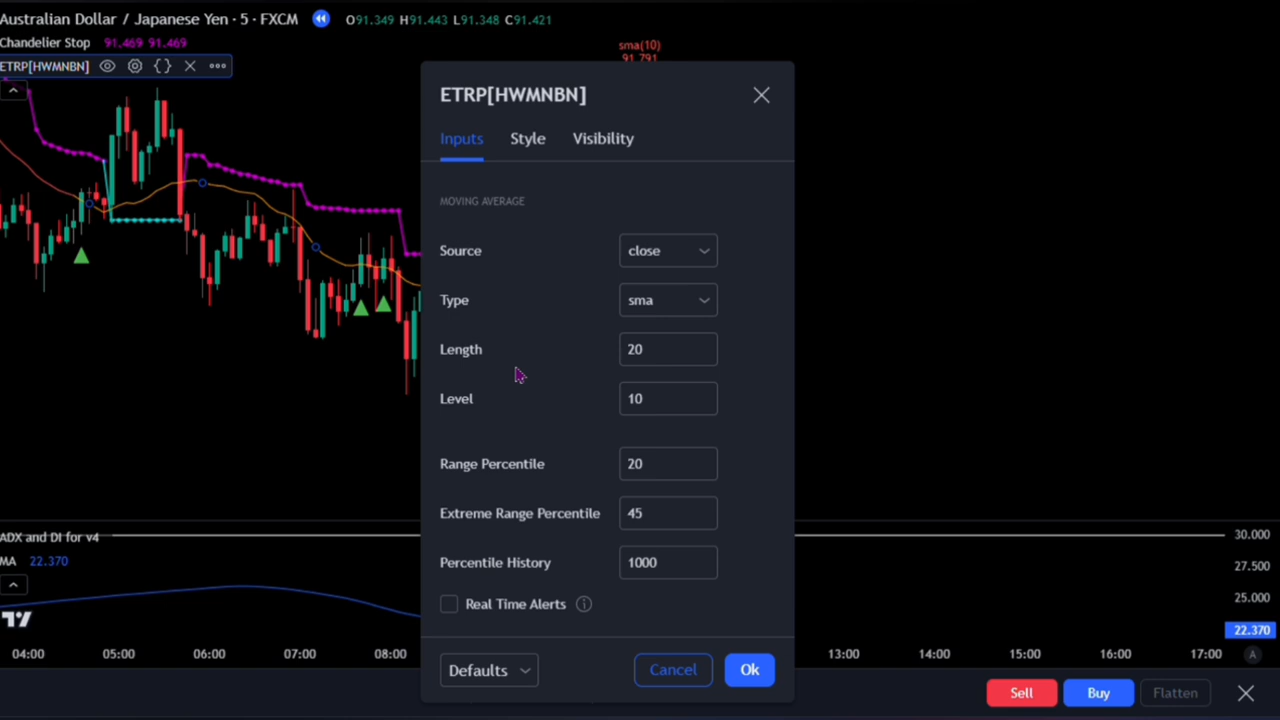 Australian Dollar / Japanese Yen · 5 · FXCM O91.349 H91.443 L91.348 C91.421
Chandelier Stop 91.469 91.469
sma(10)
91.791
ETRP[HWMNBN]
ETRP[HWMNBN]
Inputs Style Visibility
MOVING AVERAGE
Source close
Type sma
Length 20
Level 10
Range Percentile 20
Extreme Range Percentile 45
Percentile History 1000
Real Time Alerts
Defaults Cancel Ok
ADX and DI for v4
MA 22.370
30.000
27.500
25.000
22.370
04:00 05:00 06:00 07:00 08:00 13:00 14:00 15:00 16:00 17:00 A
Sell Buy Flatten